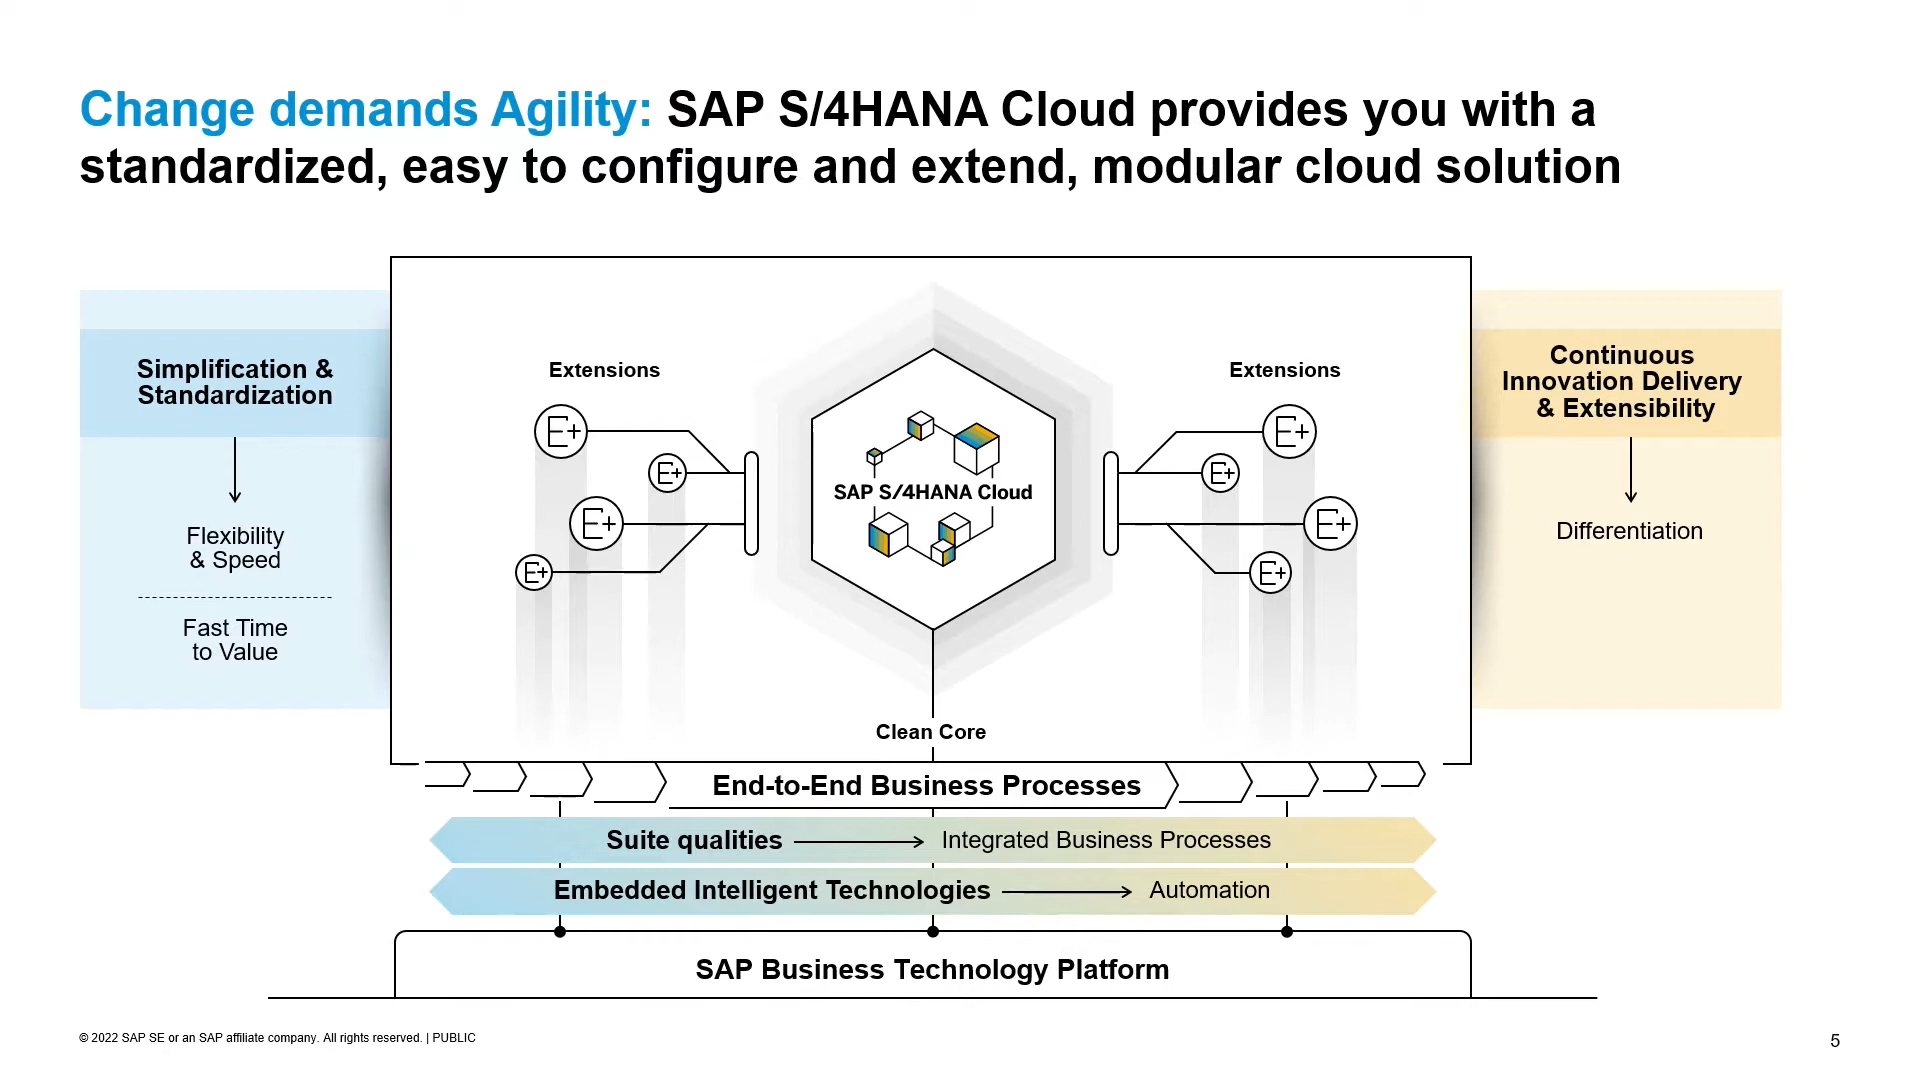 Change demands Agility: SAP S/4HANA Cloud provides you with a
standardized, easy to configure and extend, modular cloud solution
Simplification &
Standardization
Flexibility
& Speed
Fast Time
to Value
Extensions
E+
E+
E+
E+
SAP S/4HANA Cloud
Clean Core
Extensions
E+
E+
E+
E+
Continuous
Innovation Delivery
& Extensibility
Differentiation
End-to-End Business Processes
Suite qualities Integrated Business Processes
Embedded Intelligent Technologies Automation
SAP Business Technology Platform
© 2022 SAP SE or an SAP affiliate company. All rights reserved. | PUBLIC
5